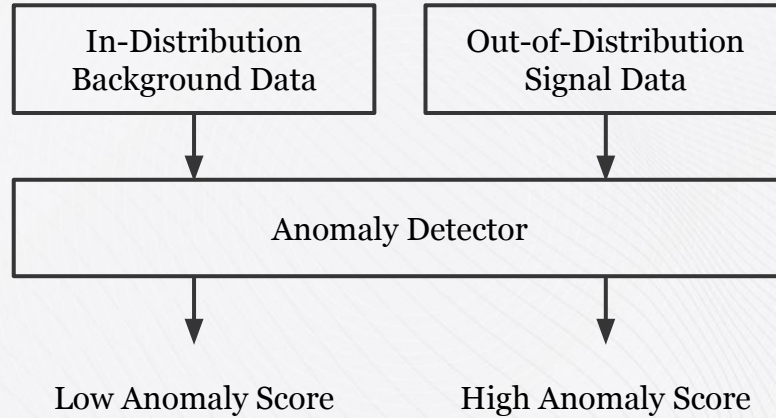 In-Distribution
Background Data
Out-of-Distribution
Signal Data
Anomaly Detector
Low Anomaly Score
High Anomaly Score